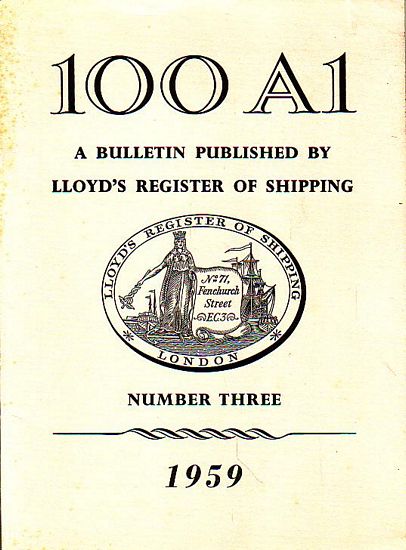 100 A1
A BULLETIN PUBLISHED BY
LLOYD'S REGISTER OF SHIPPING
LLOYD'S REGISTER OF SHIPPING
No 71,
Fenchurch
Street
EC3
LONDON
NUMBER THREE
1959